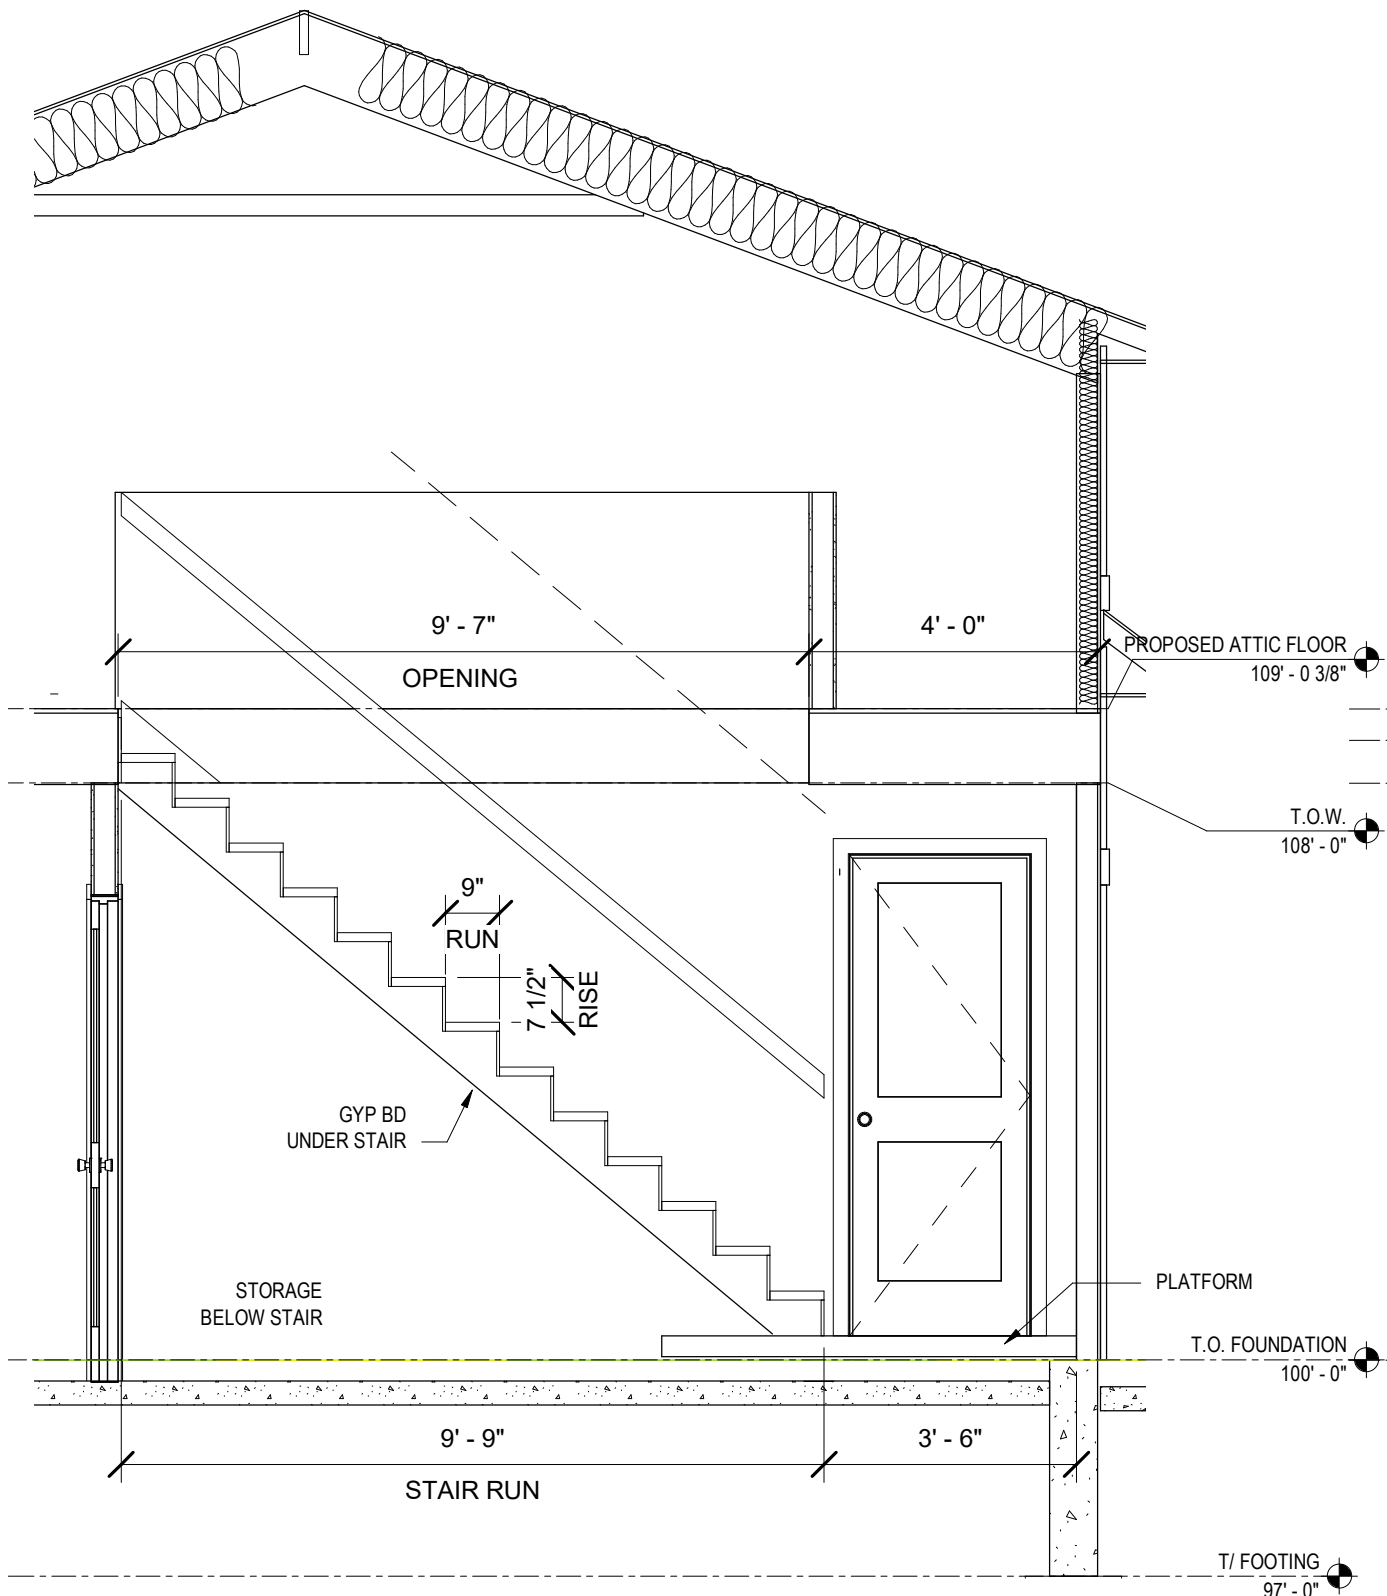 9' - 7"
4' - 0"
OPENING
PROPOSED ATTIC FLOOR
109' - 0 3/8"
T.O.W.
108' - 0"
9"
RUN
7 1/2"
RISE
GYP BD
UNDER STAIR
STORAGE
BELOW STAIR
PLATFORM
T.O. FOUNDATION
100' - 0"
9' - 9"
3' - 6"
STAIR RUN
T/ FOOTING
97' - 0"